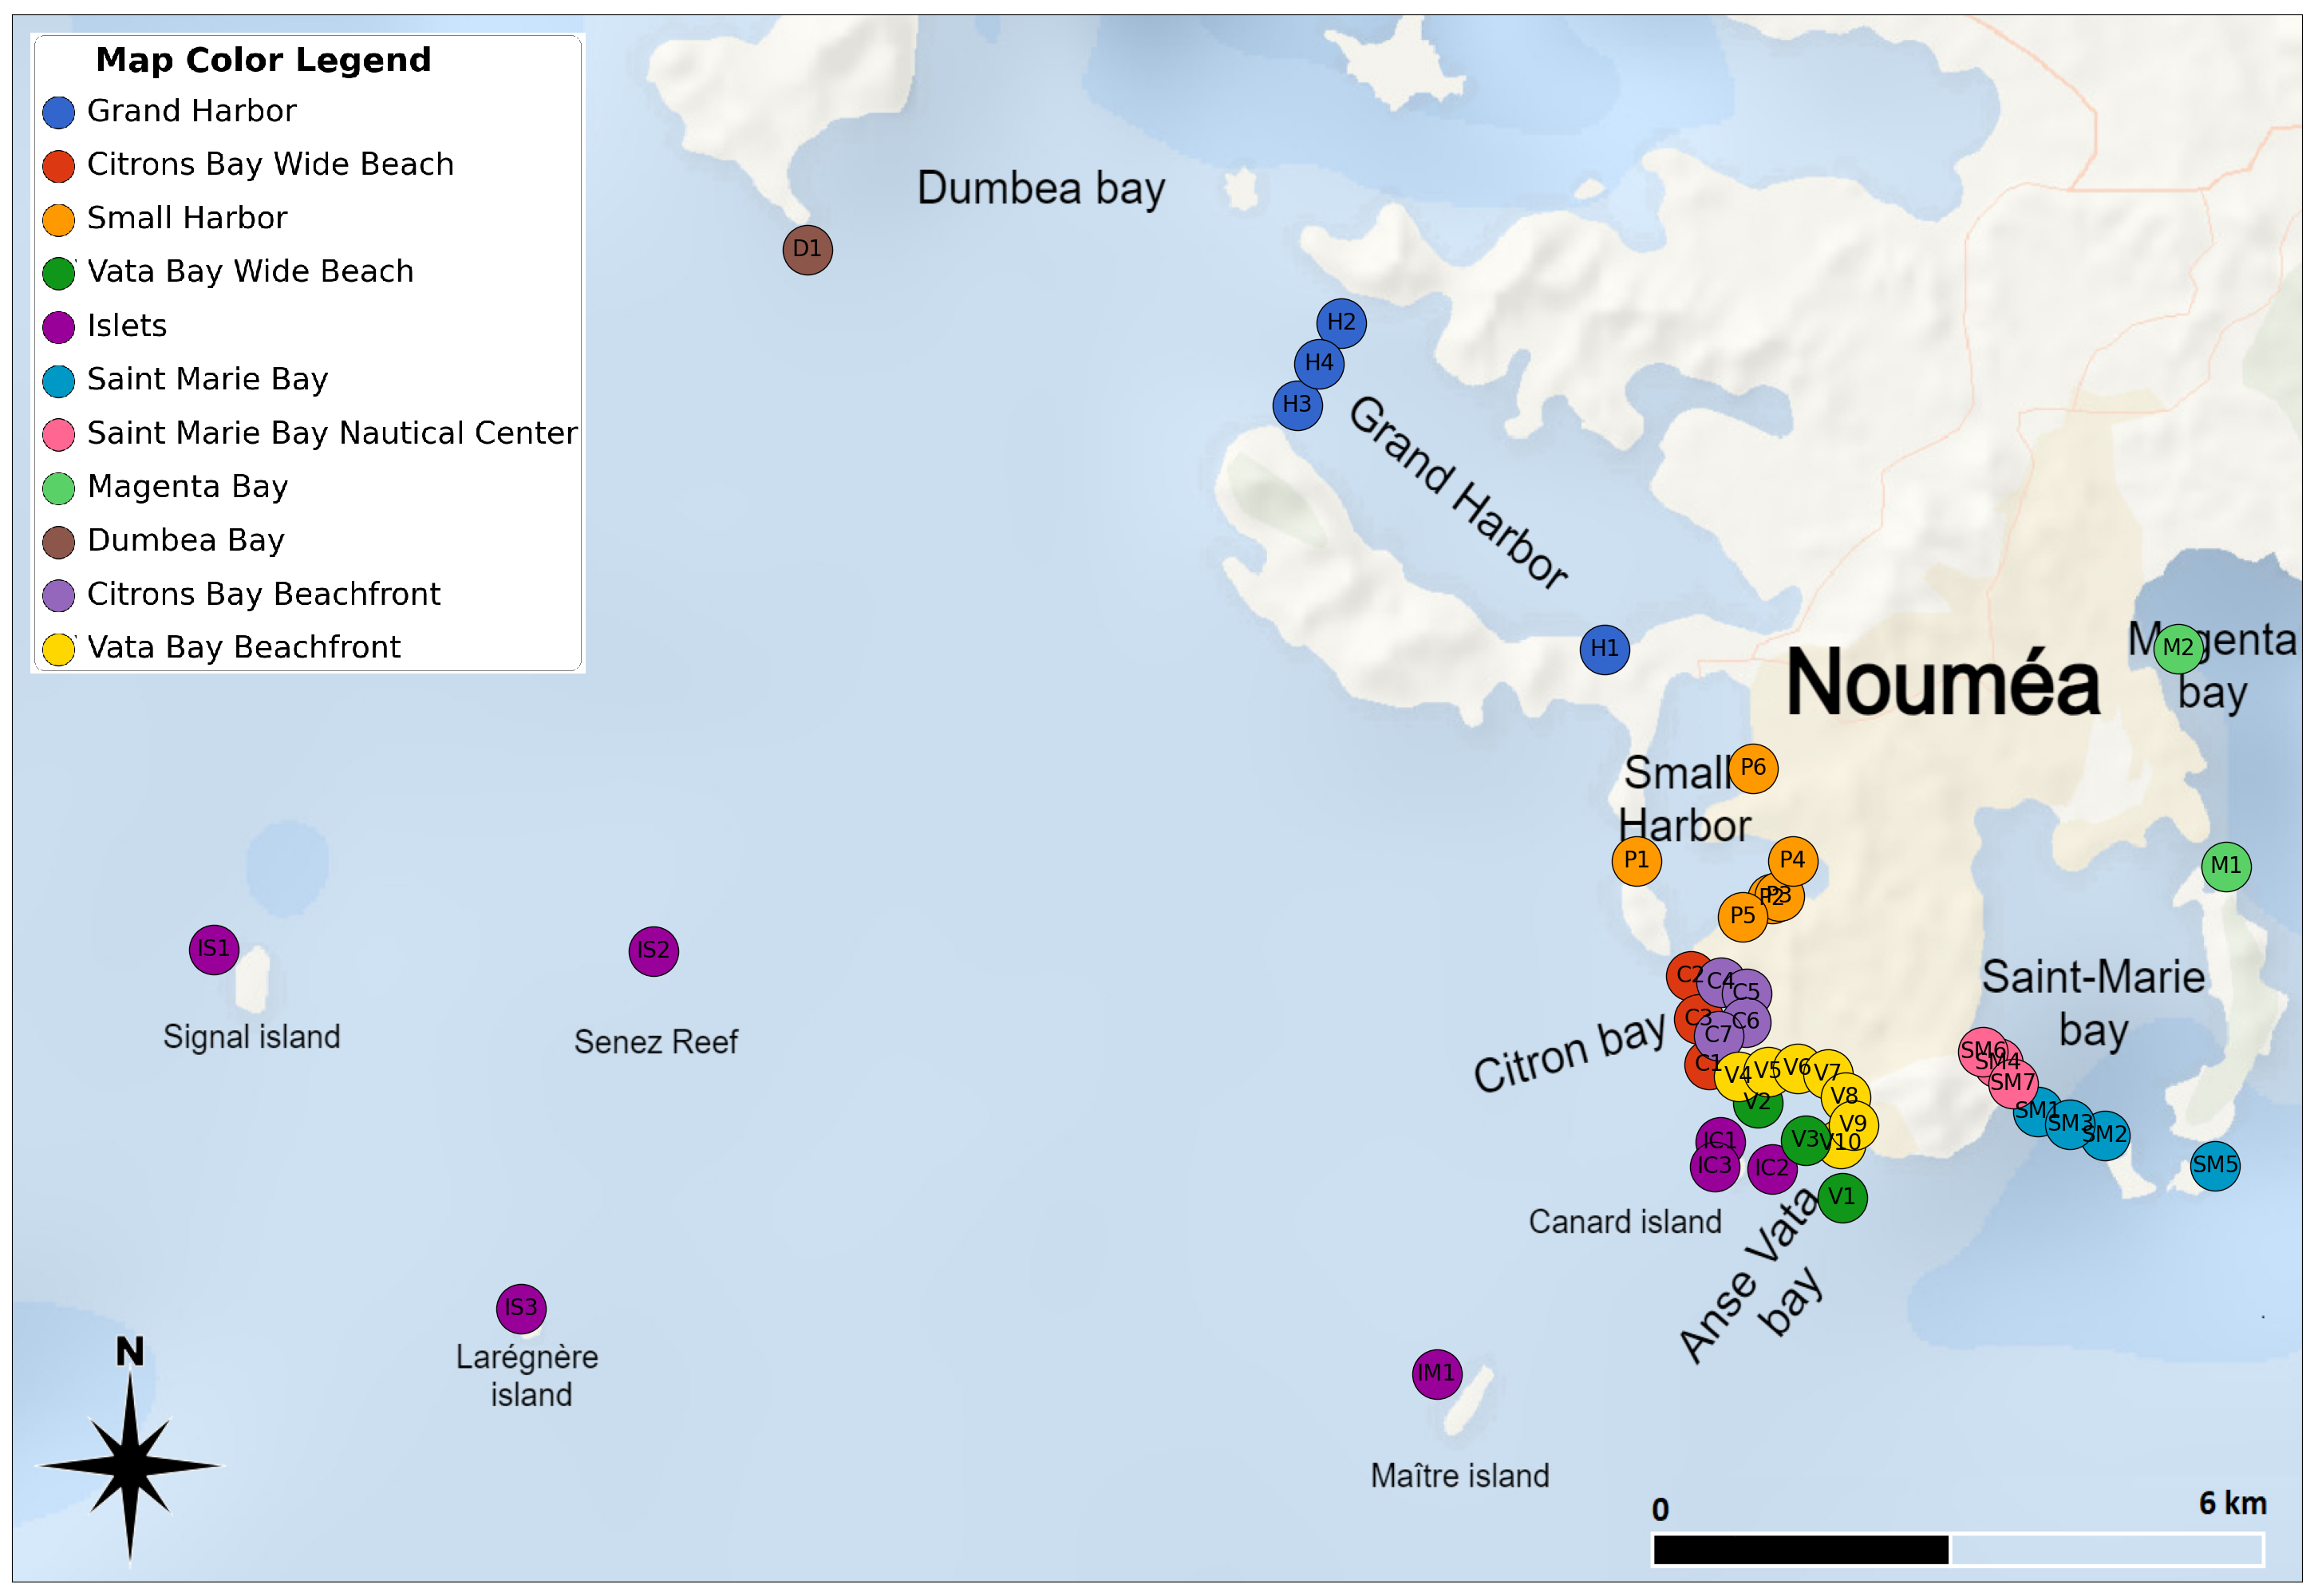 Map Color Legend
Grand Harbor
Citrons Bay Wide Beach
Small Harbor
Vata Bay Wide Beach
Islets
Saint Marie Bay
Saint Marie Bay Nautical Center
Magenta Bay
Dumbea Bay
Citrons Bay Beachfront
Vata Bay Beachfront
Dumbea bay
D1
H2
H4
H3
Grand Harbor
H1
Nouméa
Magenta
bay
M2
Small
Harbor
P6
P1
P4
P3
P2
P5
M1
IS1
Signal island
IS2
Senez Reef
C2
C4
C5
C3
C6
C7
C1
Citron bay
Saint-Marie
bay
SM6
SM4
SM7
SM1
SM3
SM2
SM5
V4
V5
V6
V7
V8
V2
V9
V3
V10
V1
IC1
IC3
IC2
Canard island
Anse Vata
bay
IS3
Larégnère
island
IM1
Maître island
N
0
6 km